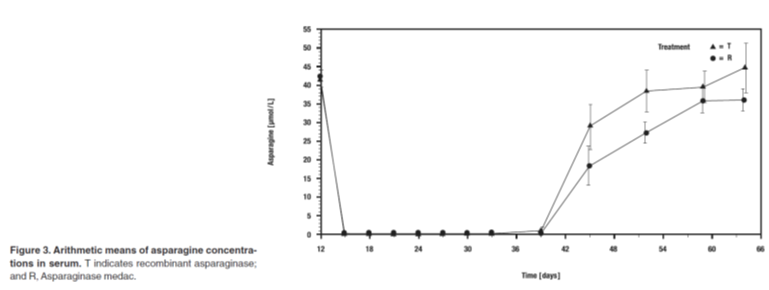 55
50
45
40
35
30
25
20
15
10
5
0
Asparagine [µmol/L]
Treatment ▲ = T
● = R
12 18 24 30 36 42 48 54 60 66
Time [days]
Figure 3. Arithmetic means of asparagine concentra-
tions in serum. T indicates recombinant asparaginase;
and R, Asparaginase medac.